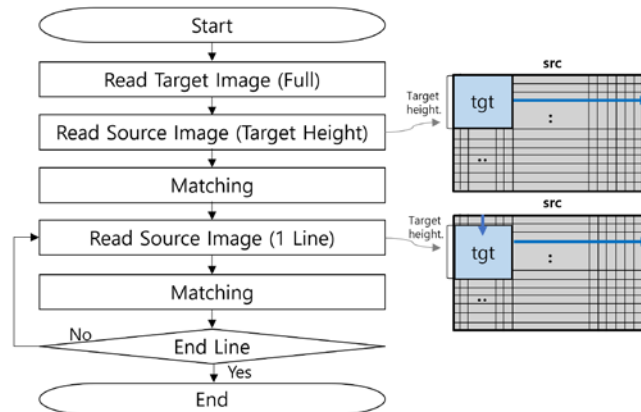 Start
Read Target Image (Full)
Read Source Image (Target Height)
Matching
Read Source Image (1 Line)
Matching
No
End Line
Yes
End
src
Target
height.
tgt
:
..
src
Target
height.
tgt
:
..